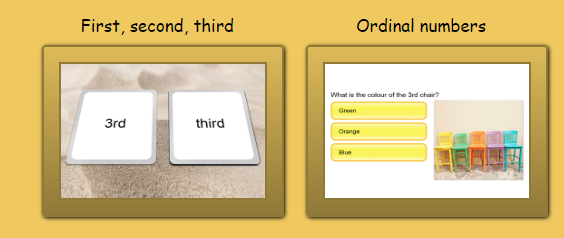 First, second, third
Ordinal numbers
3rd
third
What is the colour of the 3rd chair?
Green
Orange
Blue